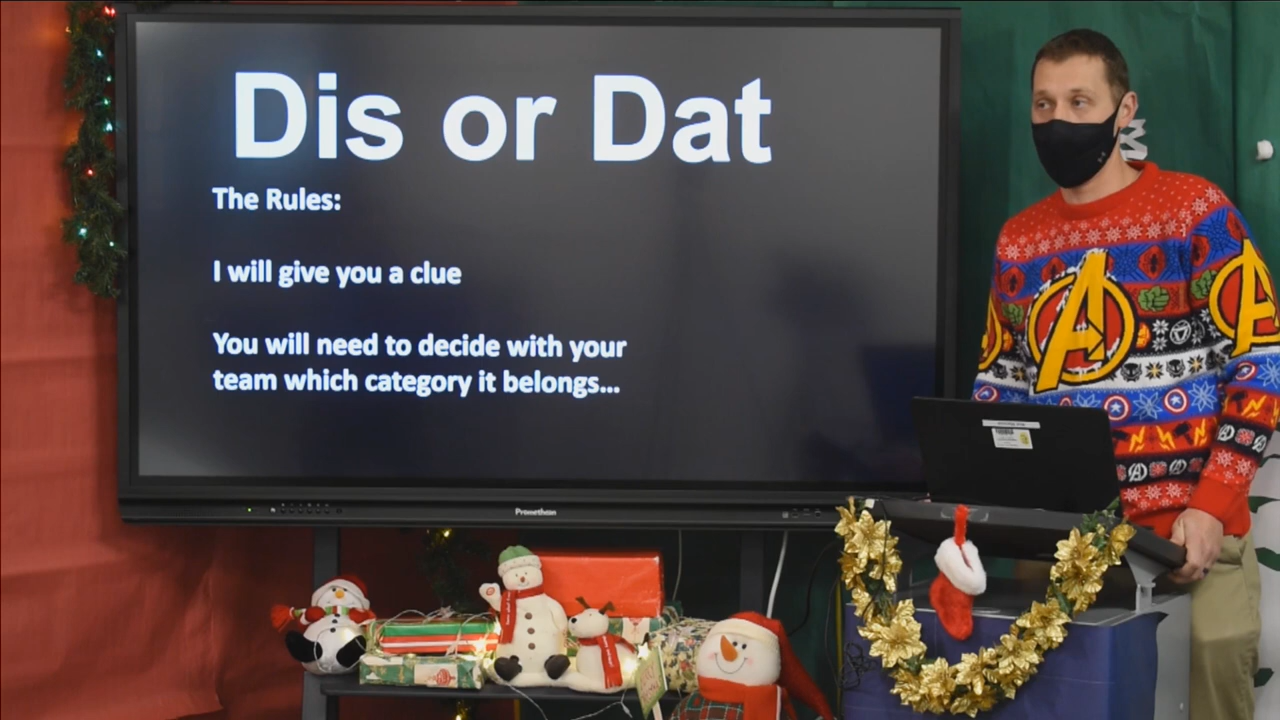 Dis or Dat
The Rules:
I will give you a clue
You will need to decide with your
team which category it belongs...
Promethean